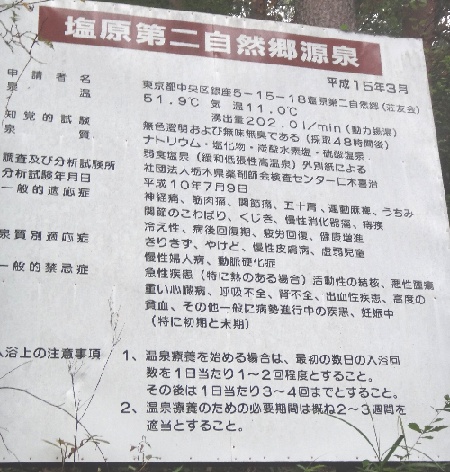 塩原第二自然郷源泉
平成15年3月
申請者名 東京都中央区銀座5-15-18塩原第二自然郷(荘友会)
泉温 51.9℃ 気温11.0℃
湧出量202.0l/min(動力揚湯)
知覚的試験 無色澄明および無味無臭である(採取48時間後)
泉質 ナトリウム・塩化物・炭酸水素塩・硫酸塩温泉
弱食塩泉(緩和低張性高温泉)外別紙による
調査及び分析試験所 社団法人栃木県薬剤師会検査センター仁木喜治
分析試験年月日 平成10年7月9日
一般的適応症 神経痛、筋肉痛、関節痛、五十肩、運動麻痺、うちみ
関節のこわばり、くじき、慢性消化器病、痔疾
冷え性、病後回復期、疲労回復、健康増進
泉質別適応症 きりきず、やけど、慢性皮膚病、虚弱児童
慢性婦人病、動脈硬化症
一般的禁忌症 急性疾患(特に熱のある場合)活動性の結核、悪性腫瘍
重い心臓病、呼吸不全、腎不全、出血性疾患、高度の
貧血、その他一般に病勢進行中の疾患、妊娠中
(特に初期と末期)
入浴上の注意事項 1、温泉療養を始める場合は、最初の数日の入浴回
数を1日当たり1〜2回程度とすること。
その後は1日当たり3〜4回までとすること。
2、温泉療養のための必要期間は概ね2〜3週間を
適当とすること。